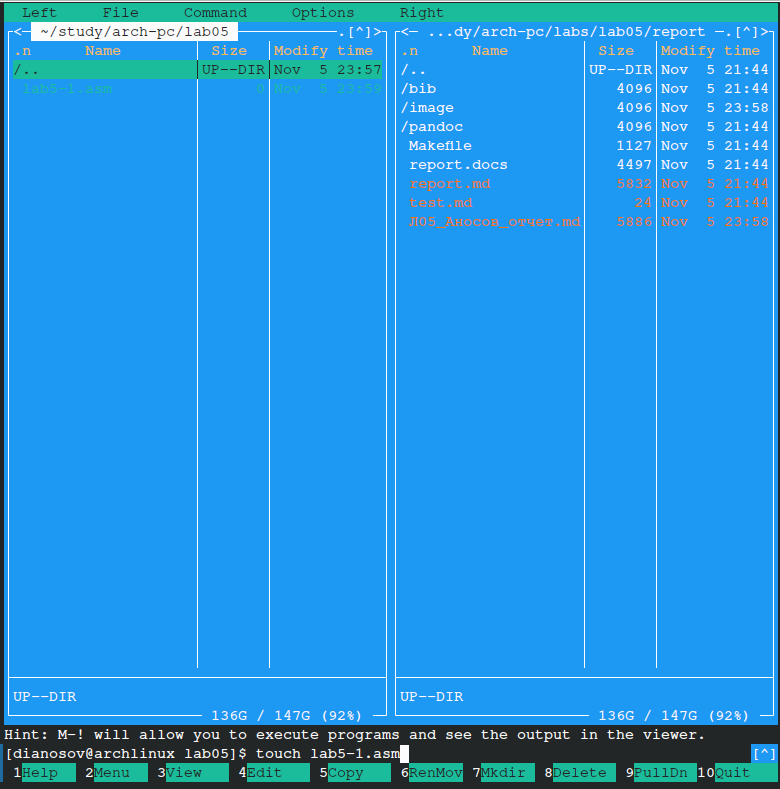 Left File Command Options Right
<─ ~/study/arch-pc/lab05 ─.[^]> <─ ...dy/arch-pc/labs/lab05/report ─.[^]>
.n Name Size Modify time .n Name Size Modify time
/.. UP--DIR Nov 5 23:57 /.. UP--DIR Nov 5 21:44
lab5-1.asm 0 Nov 5 23:59 /bib 4096 Nov 5 21:44
/image 4096 Nov 5 23:58
/pandoc 4096 Nov 5 21:44
Makefile 1127 Nov 5 21:44
report.docs 4497 Nov 5 21:44
report.md 5832 Nov 5 21:44
test.md 24 Nov 5 21:44
Л05_Аносов_отчет.md 5886 Nov 5 23:58
UP--DIR UP--DIR
136G / 147G (92%) 136G / 147G (92%)
Hint: M-! will allow you to execute programs and see the output in the viewer.
[dianosov@archlinux lab05]$ touch lab5-1.asm [^]
1Help 2Menu 3View 4Edit 5Copy 6RenMov 7Mkdir 8Delete 9PullDn 10Quit